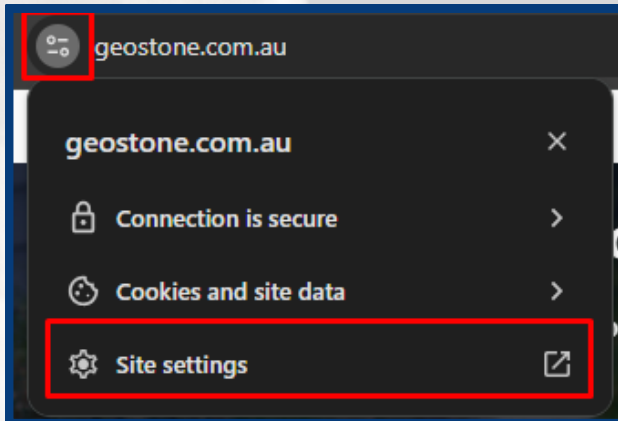 geostone.com.au
geostone.com.au
Connection is secure
Cookies and site data
Site settings